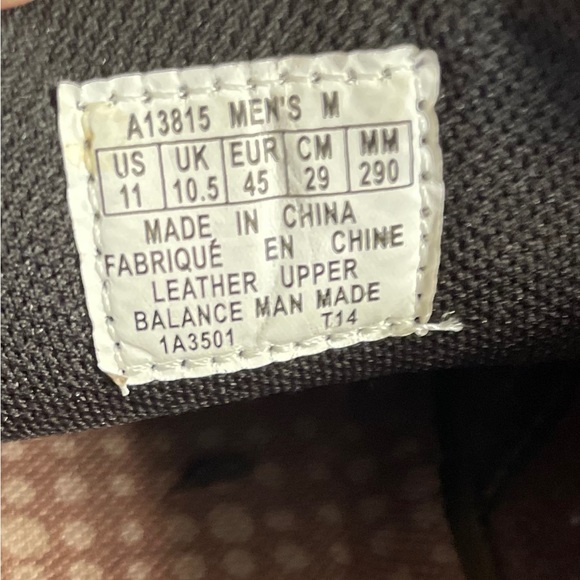 A13815 MEN'S M
US UK EUR CM MM
11 10.5 45 29 290
MADE IN CHINA
FABRIQUÉ EN CHINE
LEATHER UPPER
BALANCE MAN MADE
1A3501 T14